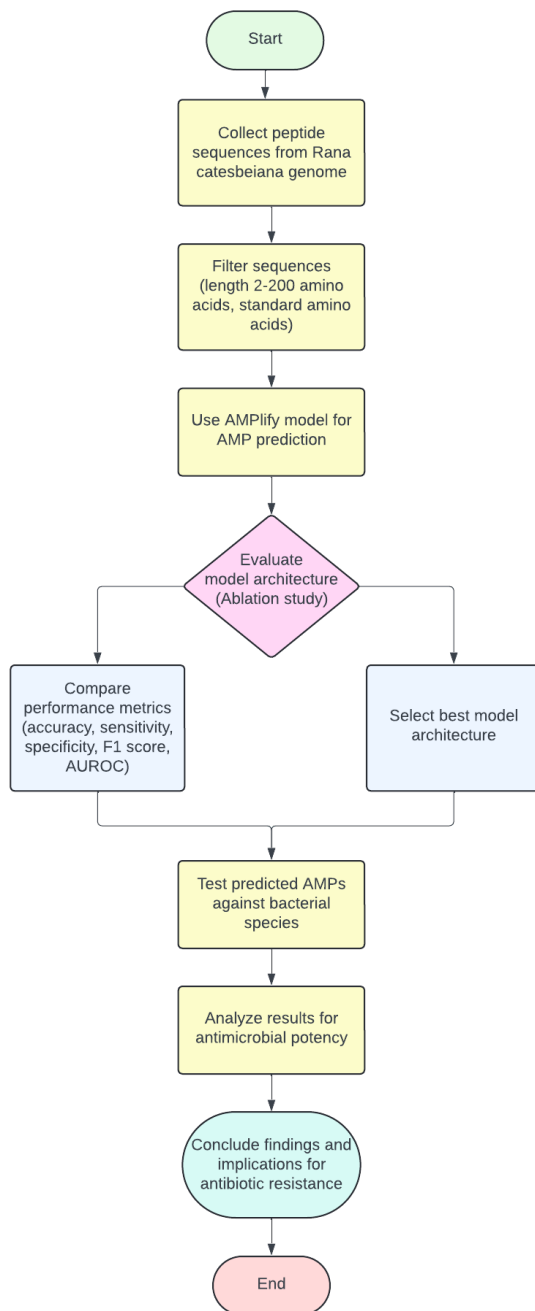 Start
Collect peptide
sequences from Rana
catesbeiana genome
Filter sequences
(length 2-200 amino
acids, standard amino
acids)
Use AMPlify model for
AMP prediction
Evaluate
model architecture
(Ablation study)
Compare
performance metrics
(accuracy, sensitivity,
specificity, F1 score,
AUROC)
Select best model
architecture
Test predicted AMPs
against bacterial
species
Analyze results for
antimicrobial potency
Conclude findings and
implications for
antibiotic resistance
End